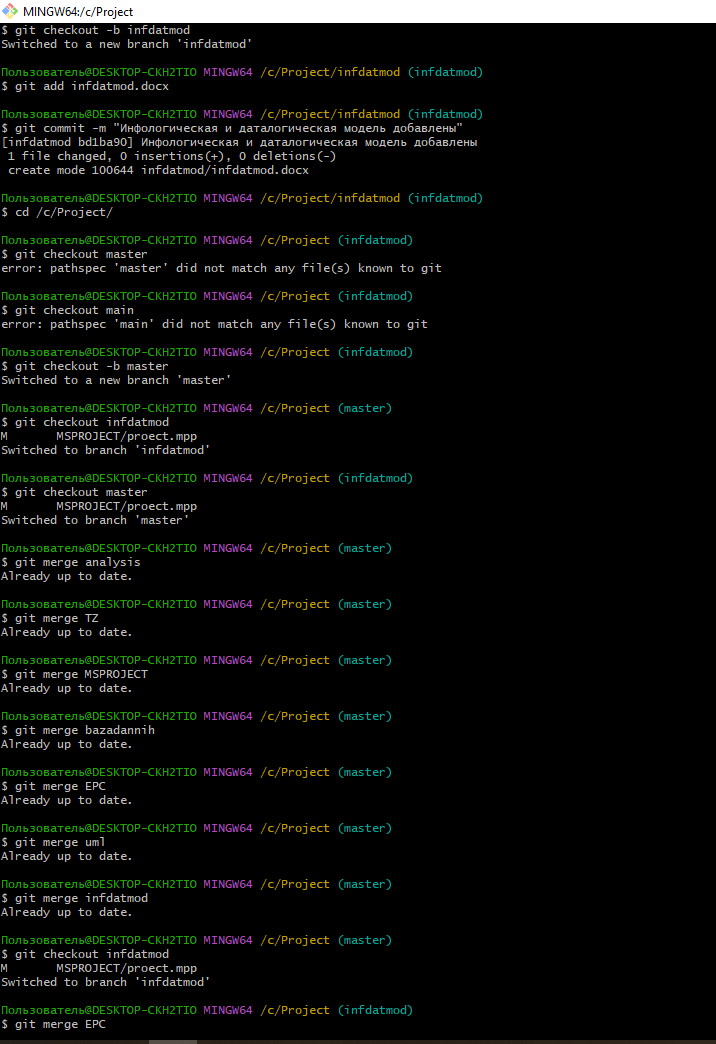 MINGW64:/c/Project
$ git checkout -b infdatmod
Switched to a new branch 'infdatmod'
Пользователь@DESKTOP-CKH2TIO MINGW64 /c/Project/infdatmod (infdatmod)
$ git add infdatmod.docx
Пользователь@DESKTOP-CKH2TIO MINGW64 /c/Project/infdatmod (infdatmod)
$ git commit -m "Инфологическая и даталогическая модель добавлены"
[infdatmod bd1ba90] Инфологическая и даталогическая модель добавлены
1 file changed, 0 insertions(+), 0 deletions(-)
create mode 100644 infdatmod/infdatmod.docx
Пользователь@DESKTOP-CKH2TIO MINGW64 /c/Project/infdatmod (infdatmod)
$ cd /c/Project/
Пользователь@DESKTOP-CKH2TIO MINGW64 /c/Project (infdatmod)
$ git checkout master
error: pathspec 'master' did not match any file(s) known to git
Пользователь@DESKTOP-CKH2TIO MINGW64 /c/Project (infdatmod)
$ git checkout main
error: pathspec 'main' did not match any file(s) known to git
Пользователь@DESKTOP-CKH2TIO MINGW64 /c/Project (infdatmod)
$ git checkout -b master
Switched to a new branch 'master'
Пользователь@DESKTOP-CKH2TIO MINGW64 /c/Project (master)
$ git checkout infdatmod
M       MSPROJECT/proect.mpp
Switched to branch 'infdatmod'
Пользователь@DESKTOP-CKH2TIO MINGW64 /c/Project (infdatmod)
$ git checkout master
M       MSPROJECT/proect.mpp
Switched to branch 'master'
Пользователь@DESKTOP-CKH2TIO MINGW64 /c/Project (master)
$ git merge analysis
Already up to date.
Пользователь@DESKTOP-CKH2TIO MINGW64 /c/Project (master)
$ git merge TZ
Already up to date.
Пользователь@DESKTOP-CKH2TIO MINGW64 /c/Project (master)
$ git merge MSPROJECT
Already up to date.
Пользователь@DESKTOP-CKH2TIO MINGW64 /c/Project (master)
$ git merge bazadannih
Already up to date.
Пользователь@DESKTOP-CKH2TIO MINGW64 /c/Project (master)
$ git merge EPC
Already up to date.
Пользователь@DESKTOP-CKH2TIO MINGW64 /c/Project (master)
$ git merge uml
Already up to date.
Пользователь@DESKTOP-CKH2TIO MINGW64 /c/Project (master)
$ git merge infdatmod
Already up to date.
Пользователь@DESKTOP-CKH2TIO MINGW64 /c/Project (master)
$ git checkout infdatmod
M       MSPROJECT/proect.mpp
Switched to branch 'infdatmod'
Пользователь@DESKTOP-CKH2TIO MINGW64 /c/Project (infdatmod)
$ git merge EPC